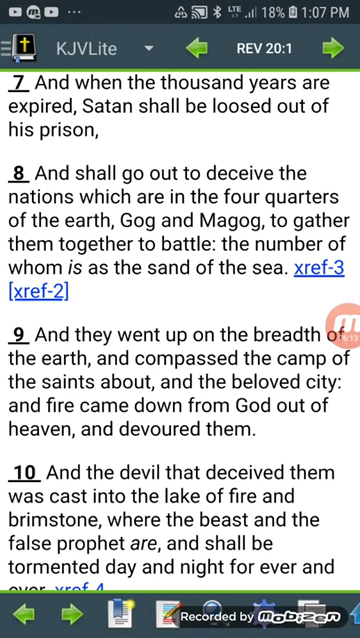 LTE 18% 1:07 PM
KJVLite REV 20:1
7 And when the thousand years are
expired, Satan shall be loosed out of
his prison,
8 And shall go out to deceive the
nations which are in the four quarters
of the earth, Gog and Magog, to gather
them together to battle: the number of
whom is as the sand of the sea. xref-3
[xref-2]
9 And they went up on the breadth of
the earth, and compassed the camp of
the saints about, and the beloved city:
and fire came down from God out of
heaven, and devoured them.
10 And the devil that deceived them
was cast into the lake of fire and
brimstone, where the beast and the
false prophet are, and shall be
tormented day and night for ever and
ever. xref-4
Recorded by Mobizen